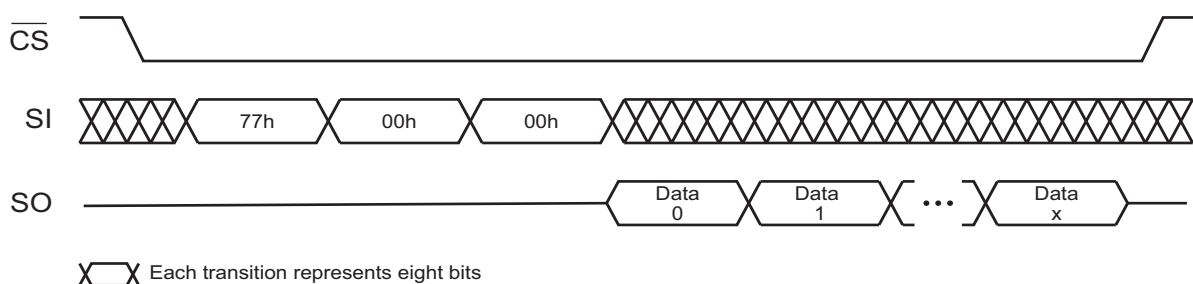 CS
SI
77h 00h 00h
SO
Data 0 Data 1 ••• Data x
Each transition represents eight bits